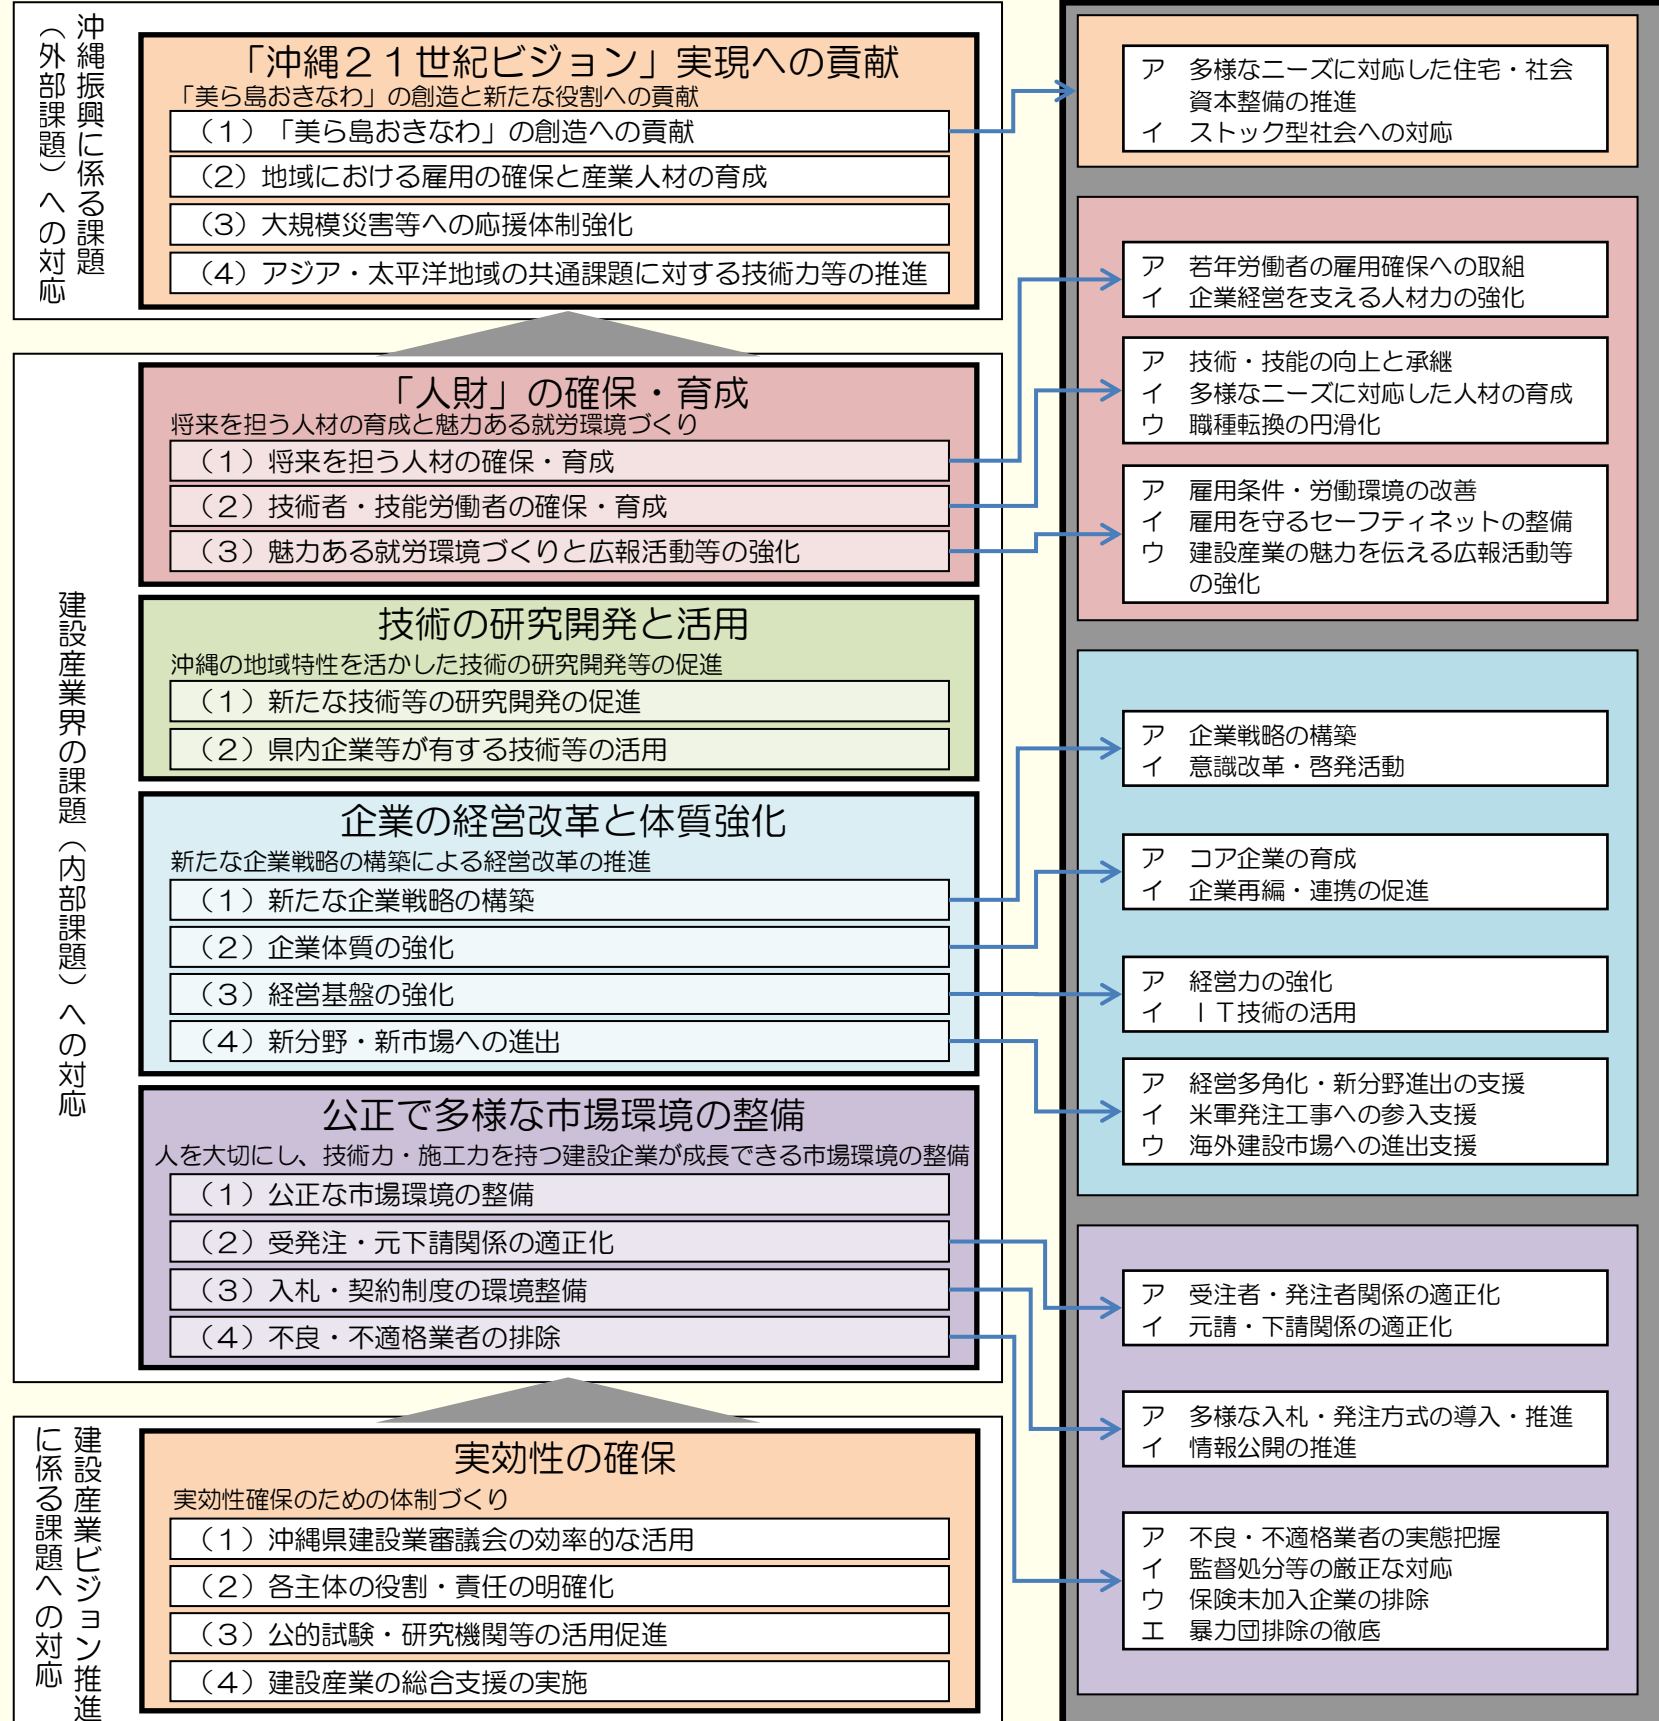 沖縄振興に係る課題
（外部課題）への対応
「沖縄２１世紀ビジョン」実現への貢献
「美ら島おきなわ」の創造と新たな役割への貢献
（１）「美ら島おきなわ」の創造への貢献
（２）地域における雇用の確保と産業人材の育成
（３）大規模災害等への応援体制強化
（４）アジア・太平洋地域の共通課題に対する技術力等の推進
ア　多様なニーズに対応した住宅・社会
資本整備の推進
イ　ストック型社会への対応
建設産業界の課題（内部課題）への対応
「人財」の確保・育成
将来を担う人材の育成と魅力ある就労環境づくり
（１）将来を担う人材の確保・育成
（２）技術者・技能労働者の確保・育成
（３）魅力ある就労環境づくりと広報活動等の強化
ア　若年労働者の雇用確保への取組
イ　企業経営を支える人材力の強化
ア　技術・技能の向上と承継
イ　多様なニーズに対応した人材の育成
ウ　職種転換の円滑化
ア　雇用条件・労働環境の改善
イ　雇用を守るセーフティネットの整備
ウ　建設産業の魅力を伝える広報活動等
の強化
技術の研究開発と活用
沖縄の地域特性を活かした技術の研究開発等の促進
（１）新たな技術等の研究開発の促進
（２）県内企業等が有する技術等の活用
企業の経営改革と体質強化
新たな企業戦略の構築による経営改革の推進
（１）新たな企業戦略の構築
（２）企業体質の強化
（３）経営基盤の強化
（４）新分野・新市場への進出
ア　企業戦略の構築
イ　意識改革・啓発活動
ア　コア企業の育成
イ　企業再編・連携の促進
ア　経営力の強化
イ　ＩＴ技術の活用
ア　経営多角化・新分野進出の支援
イ　米軍発注工事への参入支援
ウ　海外建設市場への進出支援
公正で多様な市場環境の整備
人を大切にし、技術力・施工力を持つ建設企業が成長できる市場環境の整備
（１）公正な市場環境の整備
（２）受発注・元下請関係の適正化
（３）入札・契約制度の環境整備
（４）不良・不適格業者の排除
ア　受注者・発注者関係の適正化
イ　元請・下請関係の適正化
ア　多様な入札・発注方式の導入・推進
イ　情報公開の推進
ア　不良・不適格業者の実態把握
イ　監督処分等の厳正な対応
ウ　保険未加入企業の排除
エ　暴力団排除の徹底
建設産業ビジョン推進
に係る課題への対応
実効性の確保
実効性確保のための体制づくり
（１）沖縄県建設業審議会の効率的な活用
（２）各主体の役割・責任の明確化
（３）公的試験・研究機関等の活用促進
（４）建設産業の総合支援の実施